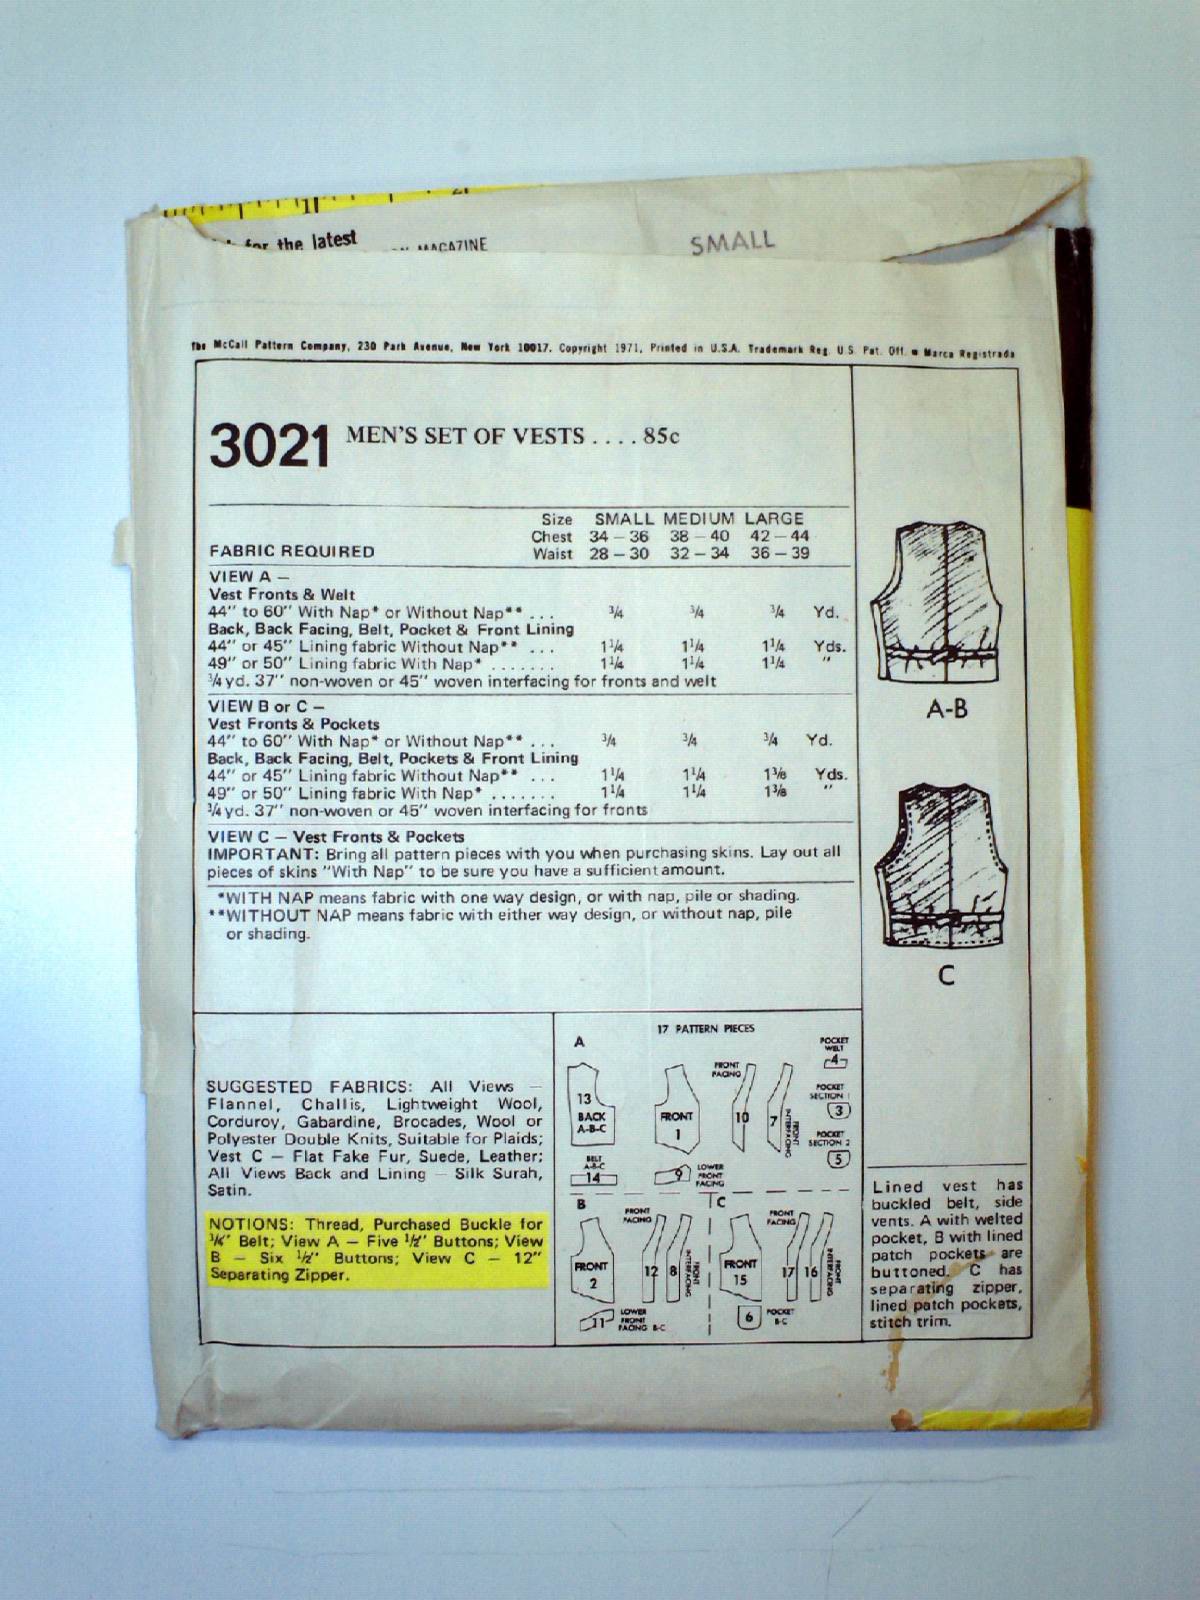 for the latest
MAGAZINE
SMALL
The McCall Pattern Company, 230 Park Avenue, New York 10017. Copyright 1971, Printed in U.S.A. Trademark Reg. U.S. Pat. Off. Marca Registrada
3021 MEN'S SET OF VESTS .... 85c
Size SMALL MEDIUM LARGE
Chest 34 – 36 38 – 40 42 – 44
FABRIC REQUIRED Waist 28 – 30 32 – 34 36 – 39
VIEW A –
Vest Fronts & Welt
44" to 60" With Nap* or Without Nap** ... 3/4 3/4 3/4 Yd.
Back, Back Facing, Belt, Pocket & Front Lining
44" or 45" Lining fabric Without Nap** ... 1 1/4 1 1/4 1 1/4 Yds.
49" or 50" Lining fabric With Nap* ....... 1 1/4 1 1/4 1 1/4 "
3/4 yd. 37" non-woven or 45" woven interfacing for fronts and welt
VIEW B or C –
Vest Fronts & Pockets
44" to 60" With Nap* or Without Nap** ... 3/4 3/4 3/4 Yd.
Back, Back Facing, Belt, Pockets & Front Lining
44" or 45" Lining fabric Without Nap** ... 1 1/4 1 1/4 1 3/8 Yds.
49" or 50" Lining fabric With Nap* ....... 1 1/4 1 1/4 1 3/8 "
3/4 yd. 37" non-woven or 45" woven interfacing for fronts
VIEW C – Vest Fronts & Pockets
IMPORTANT: Bring all pattern pieces with you when purchasing skins. Lay out all
pieces of skins "With Nap" to be sure you have a sufficient amount.
*WITH NAP means fabric with one way design, or with nap, pile or shading.
**WITHOUT NAP means fabric with either way design, or without nap, pile
or shading.
A-B
C
SUGGESTED FABRICS: All Views –
Flannel, Challis, Lightweight Wool,
Corduroy, Gabardine, Brocades, Wool or
Polyester Double Knits, Suitable for Plaids;
Vest C – Flat Fake Fur, Suede, Leather;
All Views Back and Lining – Silk Surah,
Satin.
NOTIONS: Thread, Purchased Buckle for
Belt; View A – Five 1/2" Buttons; View
B – Six 1/2" Buttons; View C – 12"
Separating Zipper.
17 PATTERN PIECES
A
13
BACK
A-B-C
FRONT
1
FRONT
FACING
10
7
FRONT
INTERFACING
POCKET
WELT
4
POCKET
SECTION 1
3
POCKET
SECTION 2
5
BELT
A-B-C
14
9
LOWER
FRONT
FACING
B
FRONT
2
FRONT
FACING
12
8
FRONT
INTERFACING
11
LOWER
FRONT
FACING B-C
C
FRONT
15
FRONT
FACING
17
16
FRONT
INTERFACING
6
POCKET
B-C
Lined vest has
buckled belt, side
vents. A with welted
pocket, B with lined
patch pockets are
buttoned. C has
separating zipper,
lined patch pockets,
stitch trim.